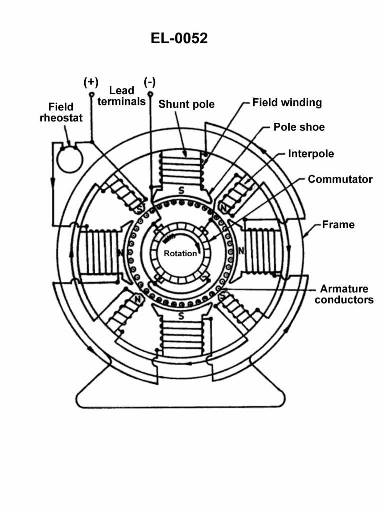 EL-0052
(+)
Lead
terminals
(-)
Field
rheostat
Shunt pole
Field winding
Pole shoe
Interpole
Commutator
Frame
Armature
conductors
Rotation
S
S
S
N
N
N
S
S